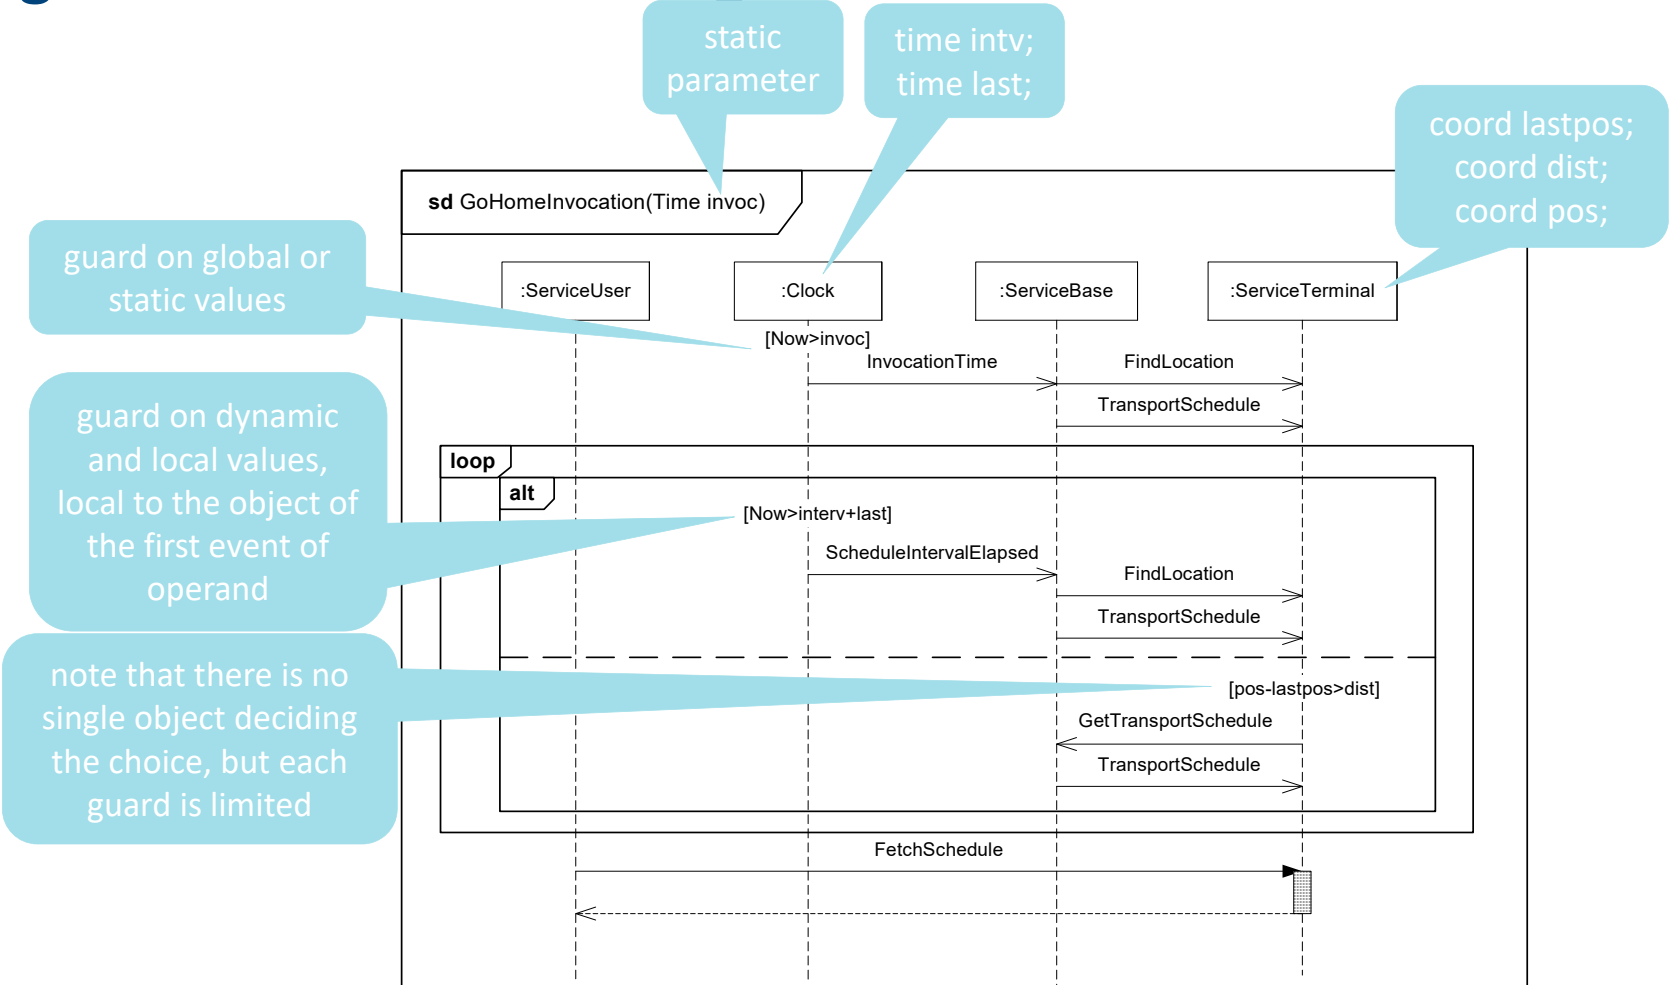 static
parameter
time intv;
time last;
coord lastpos;
coord dist;
coord pos;
sd GoHomeInvocation(Time invoc)
guard on global or
static values
:ServiceUser
:Clock
:ServiceBase
:ServiceTerminal
[Now>invoc]
InvocationTime
FindLocation
TransportSchedule
guard on dynamic
and local values,
local to the object of
the first event of
operand
loop
alt
[Now>interv+last]
ScheduleIntervalElapsed
FindLocation
TransportSchedule
note that there is no
single object deciding
the choice, but each
guard is limited
[pos-lastpos>dist]
GetTransportSchedule
TransportSchedule
FetchSchedule